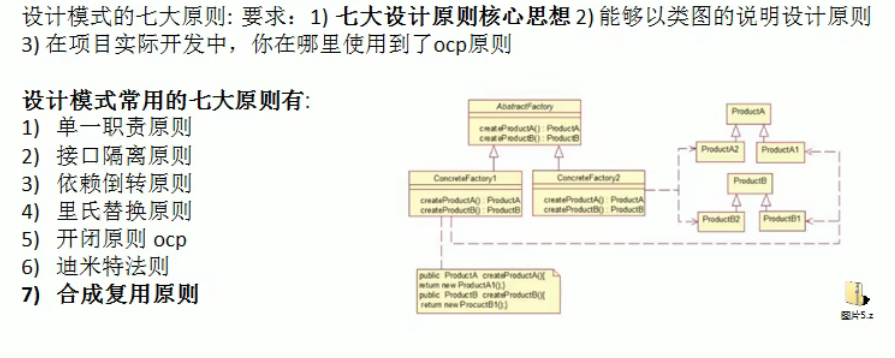 设计模式的七大原则: 要求：1) 七大设计原则核心思想 2) 能够以类图的说明设计原则
3) 在项目实际开发中，你在哪里使用到了ocp原则
设计模式常用的七大原则有:
1) 单一职责原则
2) 接口隔离原则
3) 依赖倒转原则
4) 里氏替换原则
5) 开闭原则 ocp
6) 迪米特法则
7) 合成复用原则
AbstractFactory
createProductA() : ProductA
createProductB() : ProductB
ConcreteFactory1
createProductA() : ProductA
createProductB() : ProductB
ConcreteFactory2
createProductA() : ProductA
createProductB() : ProductB
ProductA
ProductA2
ProductA1
ProductB
ProductB2
ProductB1
public ProductA createProductA(){
return new ProductA1();}
public ProductB createProductB(){
return new ProcuctB1();}
图片5.z